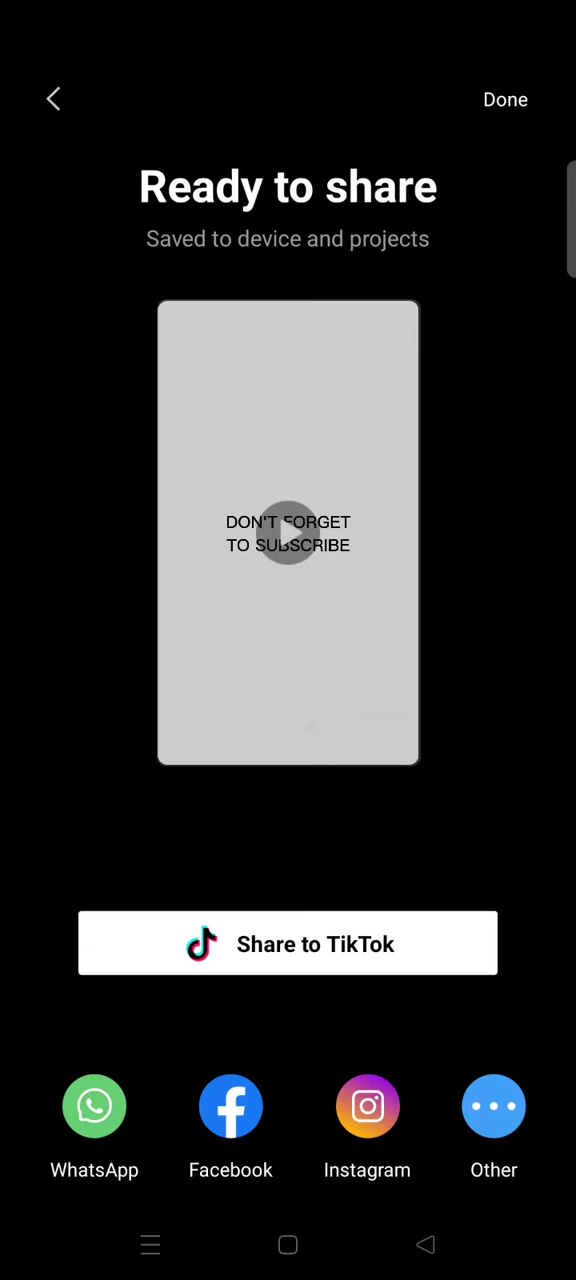 Done
Ready to share
Saved to device and projects
DON'T FORGET
TO SUBSCRIBE
Share to TikTok
WhatsApp
Facebook
Instagram
Other